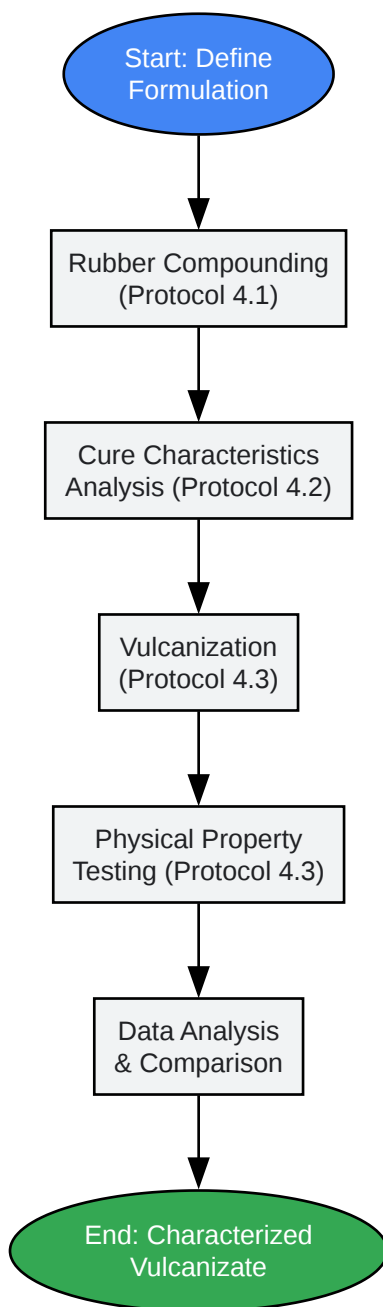 Start: Define
Formulation
Rubber Compounding
(Protocol 4.1)
Cure Characteristics
Analysis (Protocol 4.2)
Vulcanization
(Protocol 4.3)
Physical Property
Testing (Protocol 4.3)
Data Analysis
& Comparison
End: Characterized
Vulcanizate